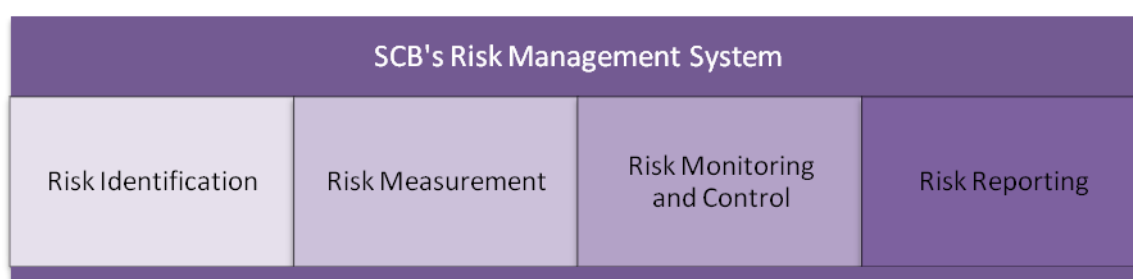 SCB's Risk Management System
Risk Identification
Risk Measurement
Risk Monitoring
and Control
Risk Reporting